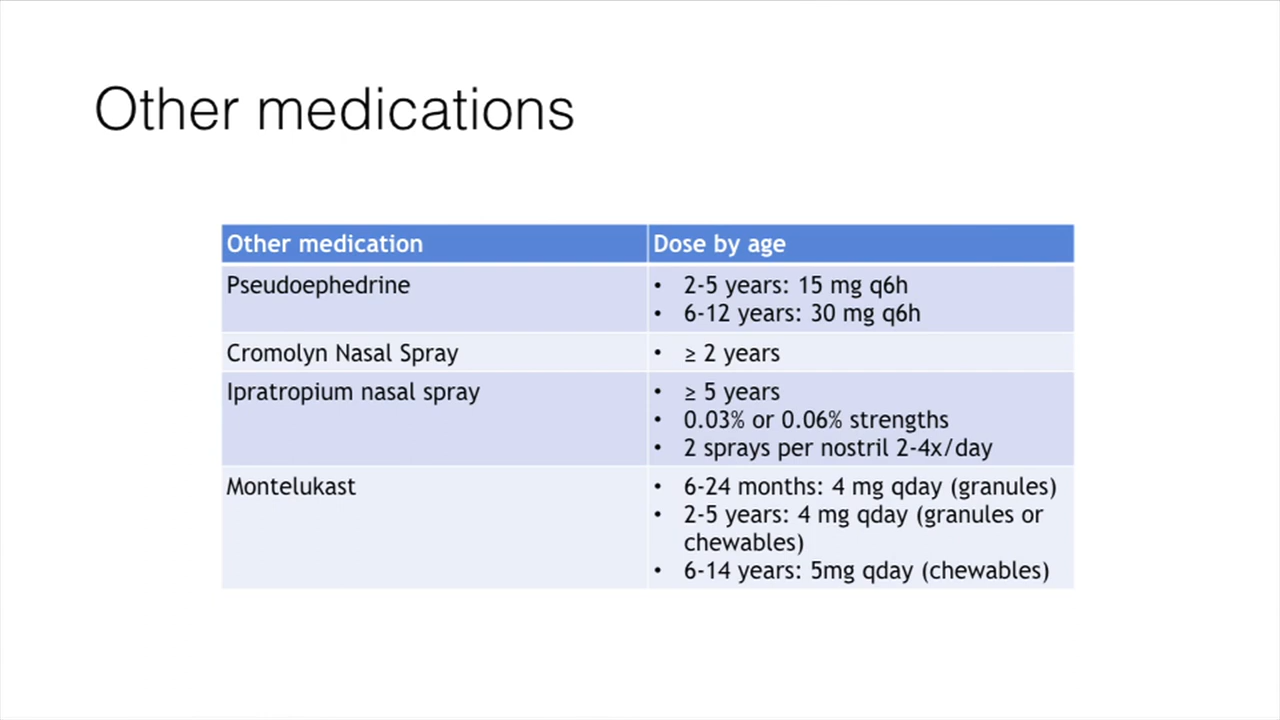 Other medications
Other medication
Dose by age
Pseudoephedrine
• 2-5 years: 15 mg q6h
• 6-12 years: 30 mg q6h
Cromolyn Nasal Spray
• ≥ 2 years
Ipratropium nasal spray
• ≥ 5 years
• 0.03% or 0.06% strengths
• 2 sprays per nostril 2-4x/day
Montelukast
• 6-24 months: 4 mg qday (granules)
• 2-5 years: 4 mg qday (granules or
chewables)
• 6-14 years: 5mg qday (chewables)